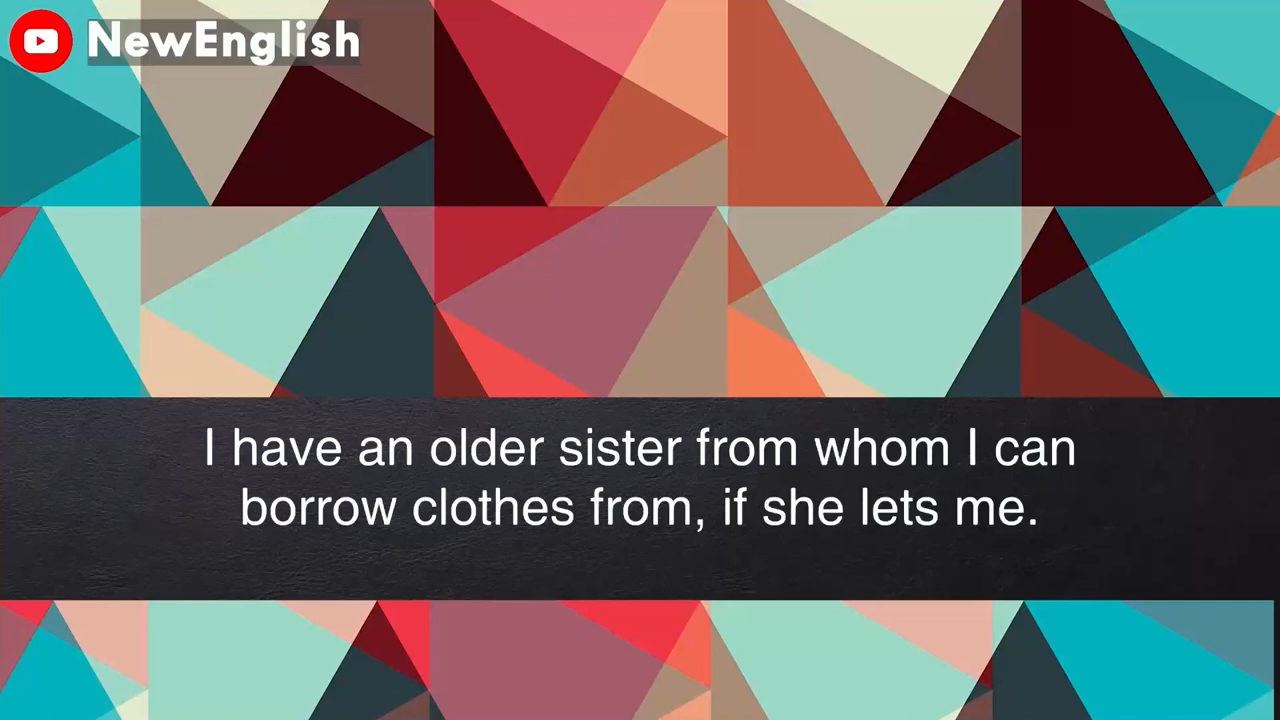 NewEnglish
I have an older sister from whom I can
borrow clothes from, if she lets me.